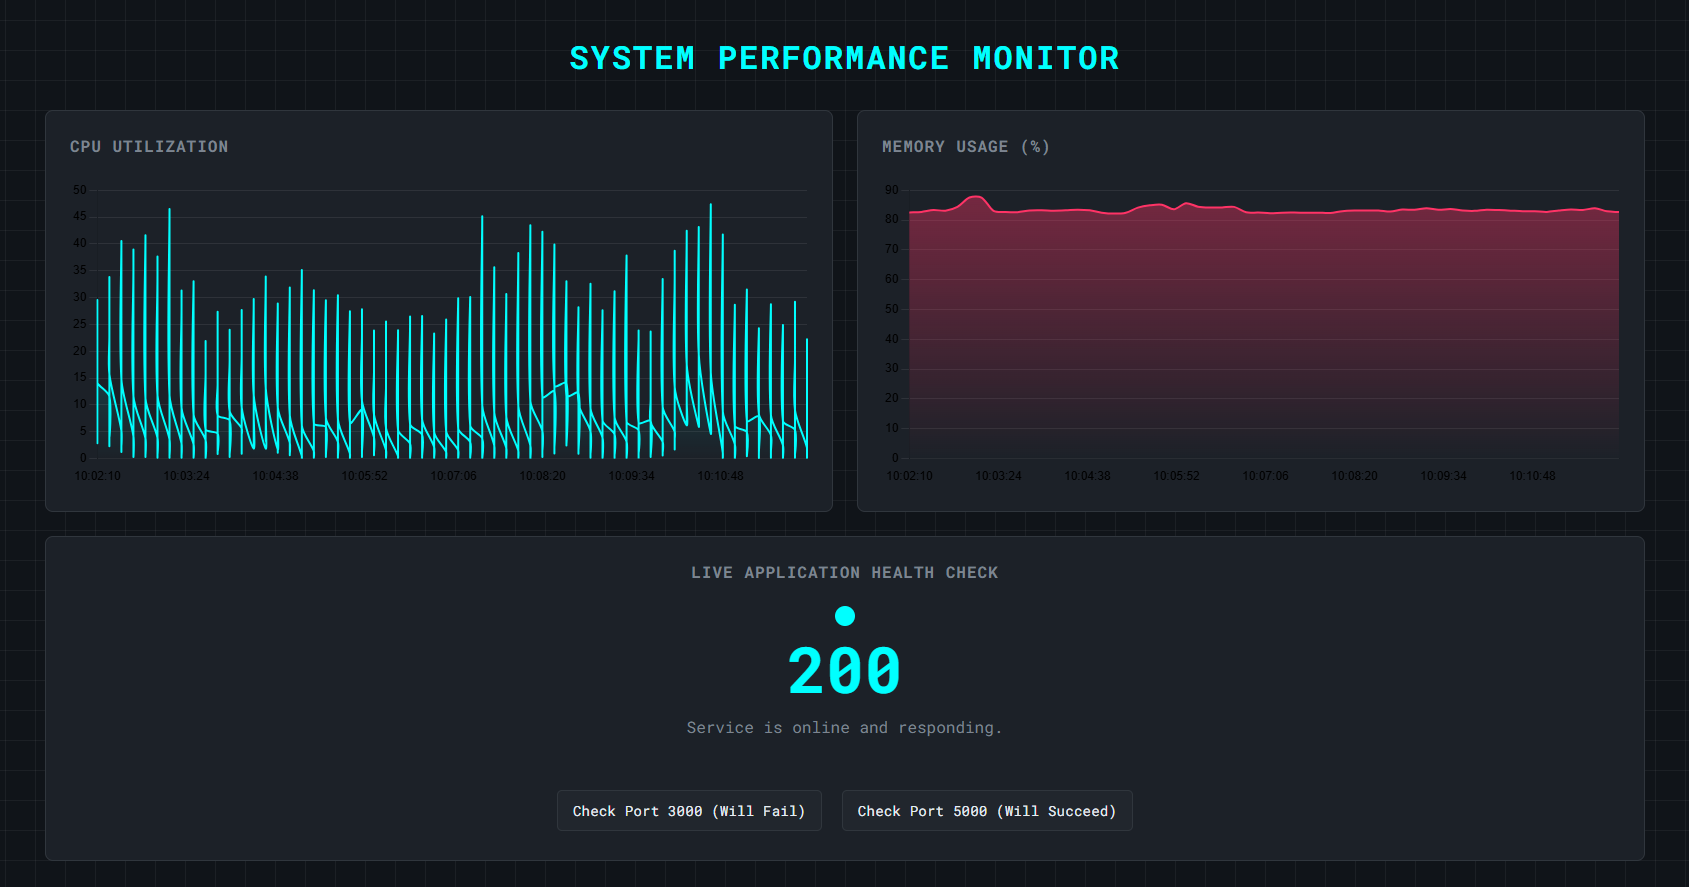 SYSTEM PERFORMANCE MONITOR
CPU UTILIZATION
50
45
40
35
30
25
20
15
10
5
0
10:02:10 10:03:24 10:04:38 10:05:52 10:07:06 10:08:20 10:09:34 10:10:48
MEMORY USAGE (%)
90
80
70
60
50
40
30
20
10
0
10:02:10 10:03:24 10:04:38 10:05:52 10:07:06 10:08:20 10:09:34 10:10:48
LIVE APPLICATION HEALTH CHECK
200
Service is online and responding.
Check Port 3000 (Will Fail) Check Port 5000 (Will Succeed)